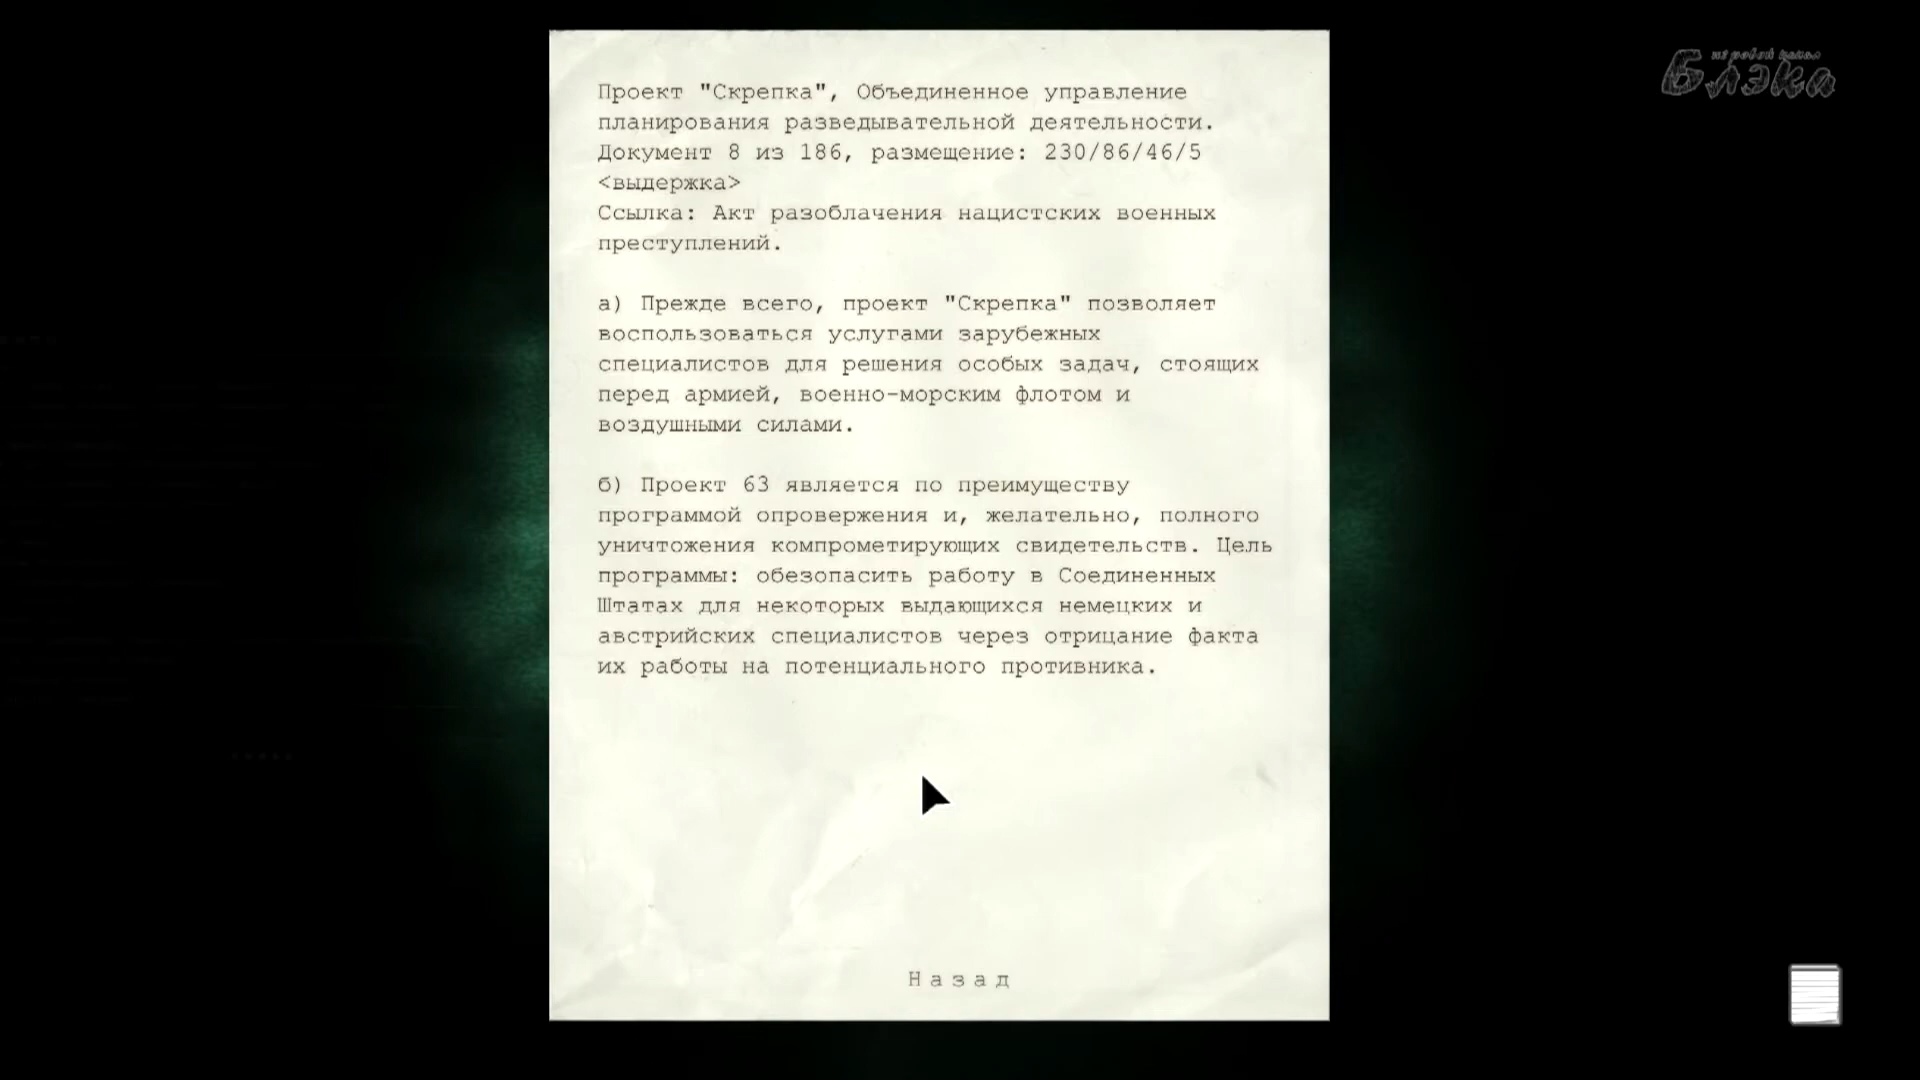 игровой канал
Блэка
Проект "Скрепка", Объединенное управление
планирования разведывательной деятельности.
Документ 8 из 186, размещение: 230/86/46/5
<выдержка>
Ссылка: Акт разоблачения нацистских военных
преступлений.
а) Прежде всего, проект "Скрепка" позволяет
воспользоваться услугами зарубежных
специалистов для решения особых задач, стоящих
перед армией, военно-морским флотом и
воздушными силами.
б) Проект 63 является по преимуществу
программой опровержения и, желательно, полного
уничтожения компрометирующих свидетельств. Цель
программы: обезопасить работу в Соединенных
Штатах для некоторых выдающихся немецких и
австрийских специалистов через отрицание факта
их работы на потенциального противника.
Назад